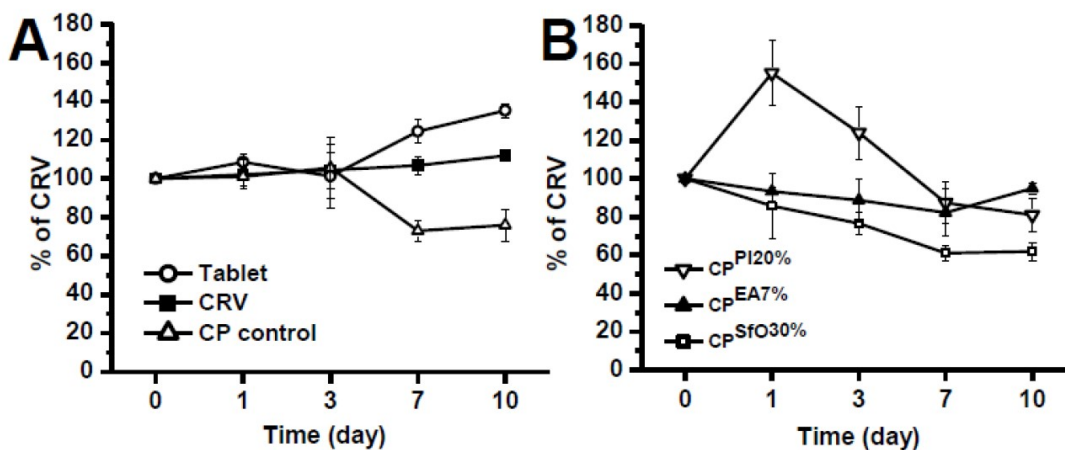 A
% of CRV
180
160
140
120
100
80
60
40
20
0
Tablet
CRV
CP control
0 1 3 7 10
Time (day)
B
% of CRV
180
160
140
120
100
80
60
40
20
0
CP PI20%
CP EA7%
CP SfO30%
0 1 3 7 10
Time (day)